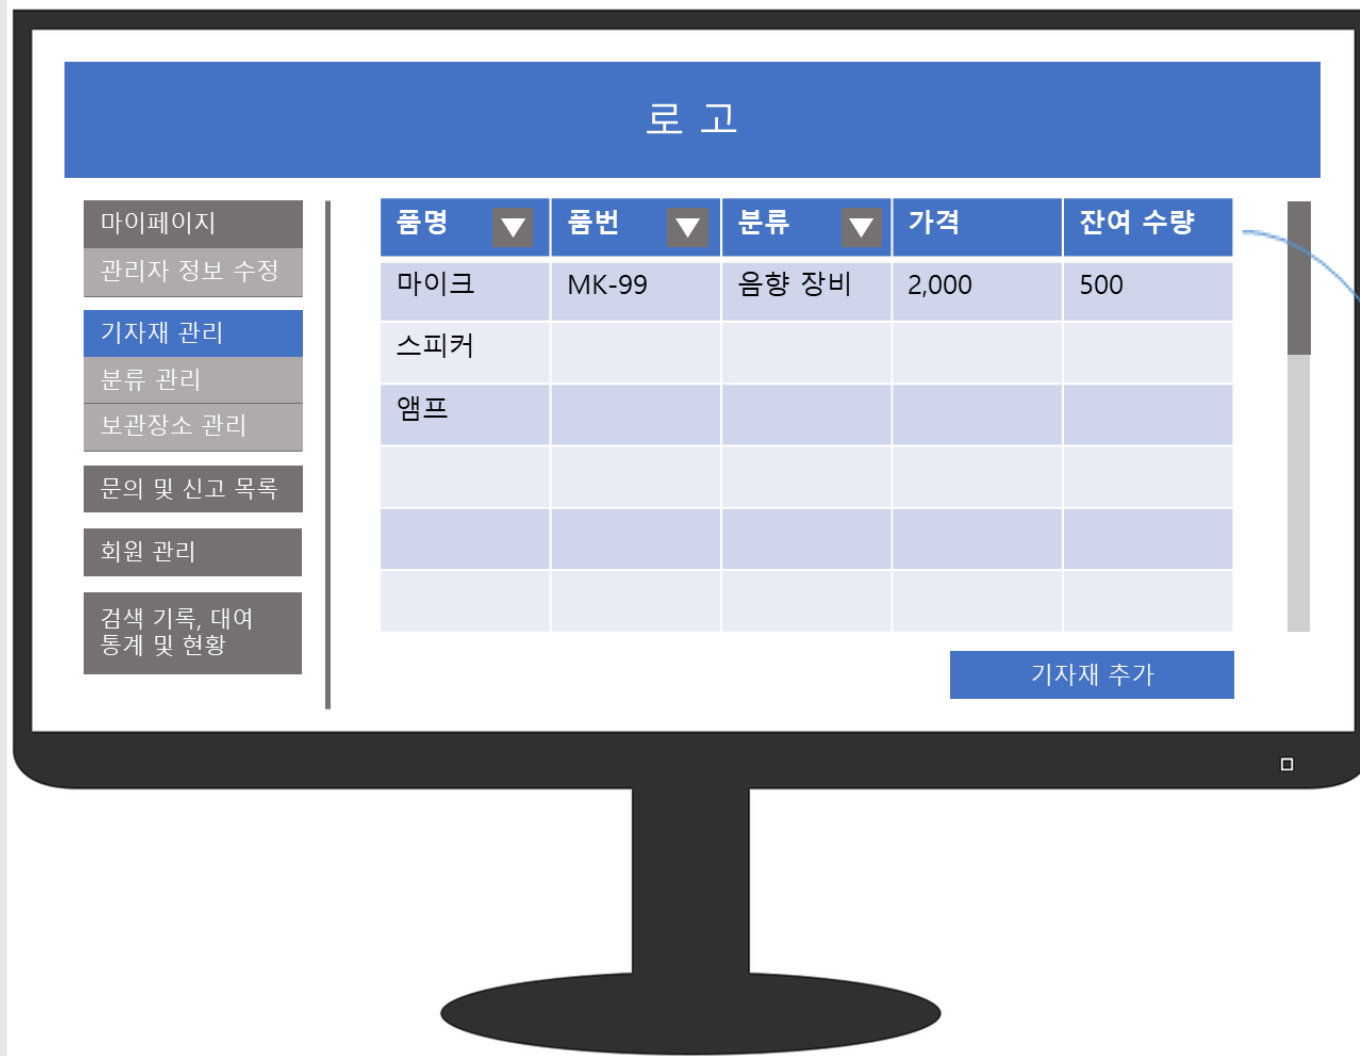 로 고
마이페이지
관리자 정보 수정
기자재 관리
분류 관리
보관장소 관리
문의 및 신고 목록
회원 관리
검색 기록, 대여
통계 및 현황
품명 ▼ 품번 ▼ 분류 ▼ 가격 잔여 수량
마이크 MK-99 음향 장비 2,000 500
스피커
앰프
기자재 추가